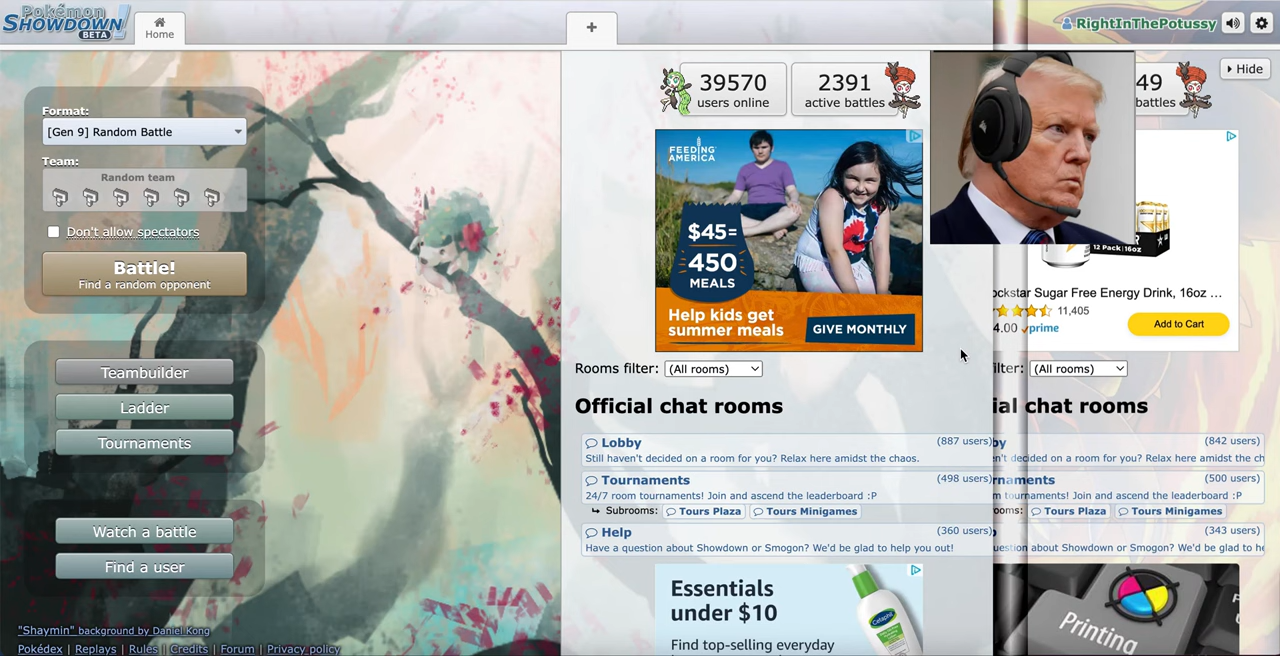 Pokémon
SHOWDOWN!
BETA
Home
+
RightInThePotussy
Format:
[Gen 9] Random Battle
Team:
Random team
Don't allow spectators
Battle!
Find a random opponent
Teambuilder
Ladder
Tournaments
Watch a battle
Find a user
"Shaymin" background by Daniel Kong
Pokédex | Replays | Rules | Credits | Forum | Privacy policy
39570
users online
2391
active battles
FEEDING
AMERICA
$45=
450
MEALS
Help kids get
summer meals
GIVE MONTHLY
Rooms filter: (All rooms)
Official chat rooms
Lobby
(887 users)
Still haven't decided on a room for you? Relax here amidst the chaos.
Tournaments
(498 users)
24/7 room tournaments! Join and ascend the leaderboard :P
Subrooms: Tours Plaza Tours Minigames
Help
(360 users)
Have a question about Showdown or Smogon? We'd be glad to help you out!
Essentials
under $10
Find top-selling everyday
Cetaphil
49
battles
Hide
12 Pack | 16oz
ockstar Sugar Free Energy Drink, 16oz ...
11,405
4.00 prime
Add to Cart
ilter: (All rooms)
ial chat rooms
by
(842 users)
n't decided on a room for you? Relax here amidst the ch
rnaments
(500 users)
m tournaments! Join and ascend the leaderboard :P
ooms: Tours Plaza Tours Minigames
(343 users)
uestion about Showdown or Smogon? We'd be glad to he
Printing